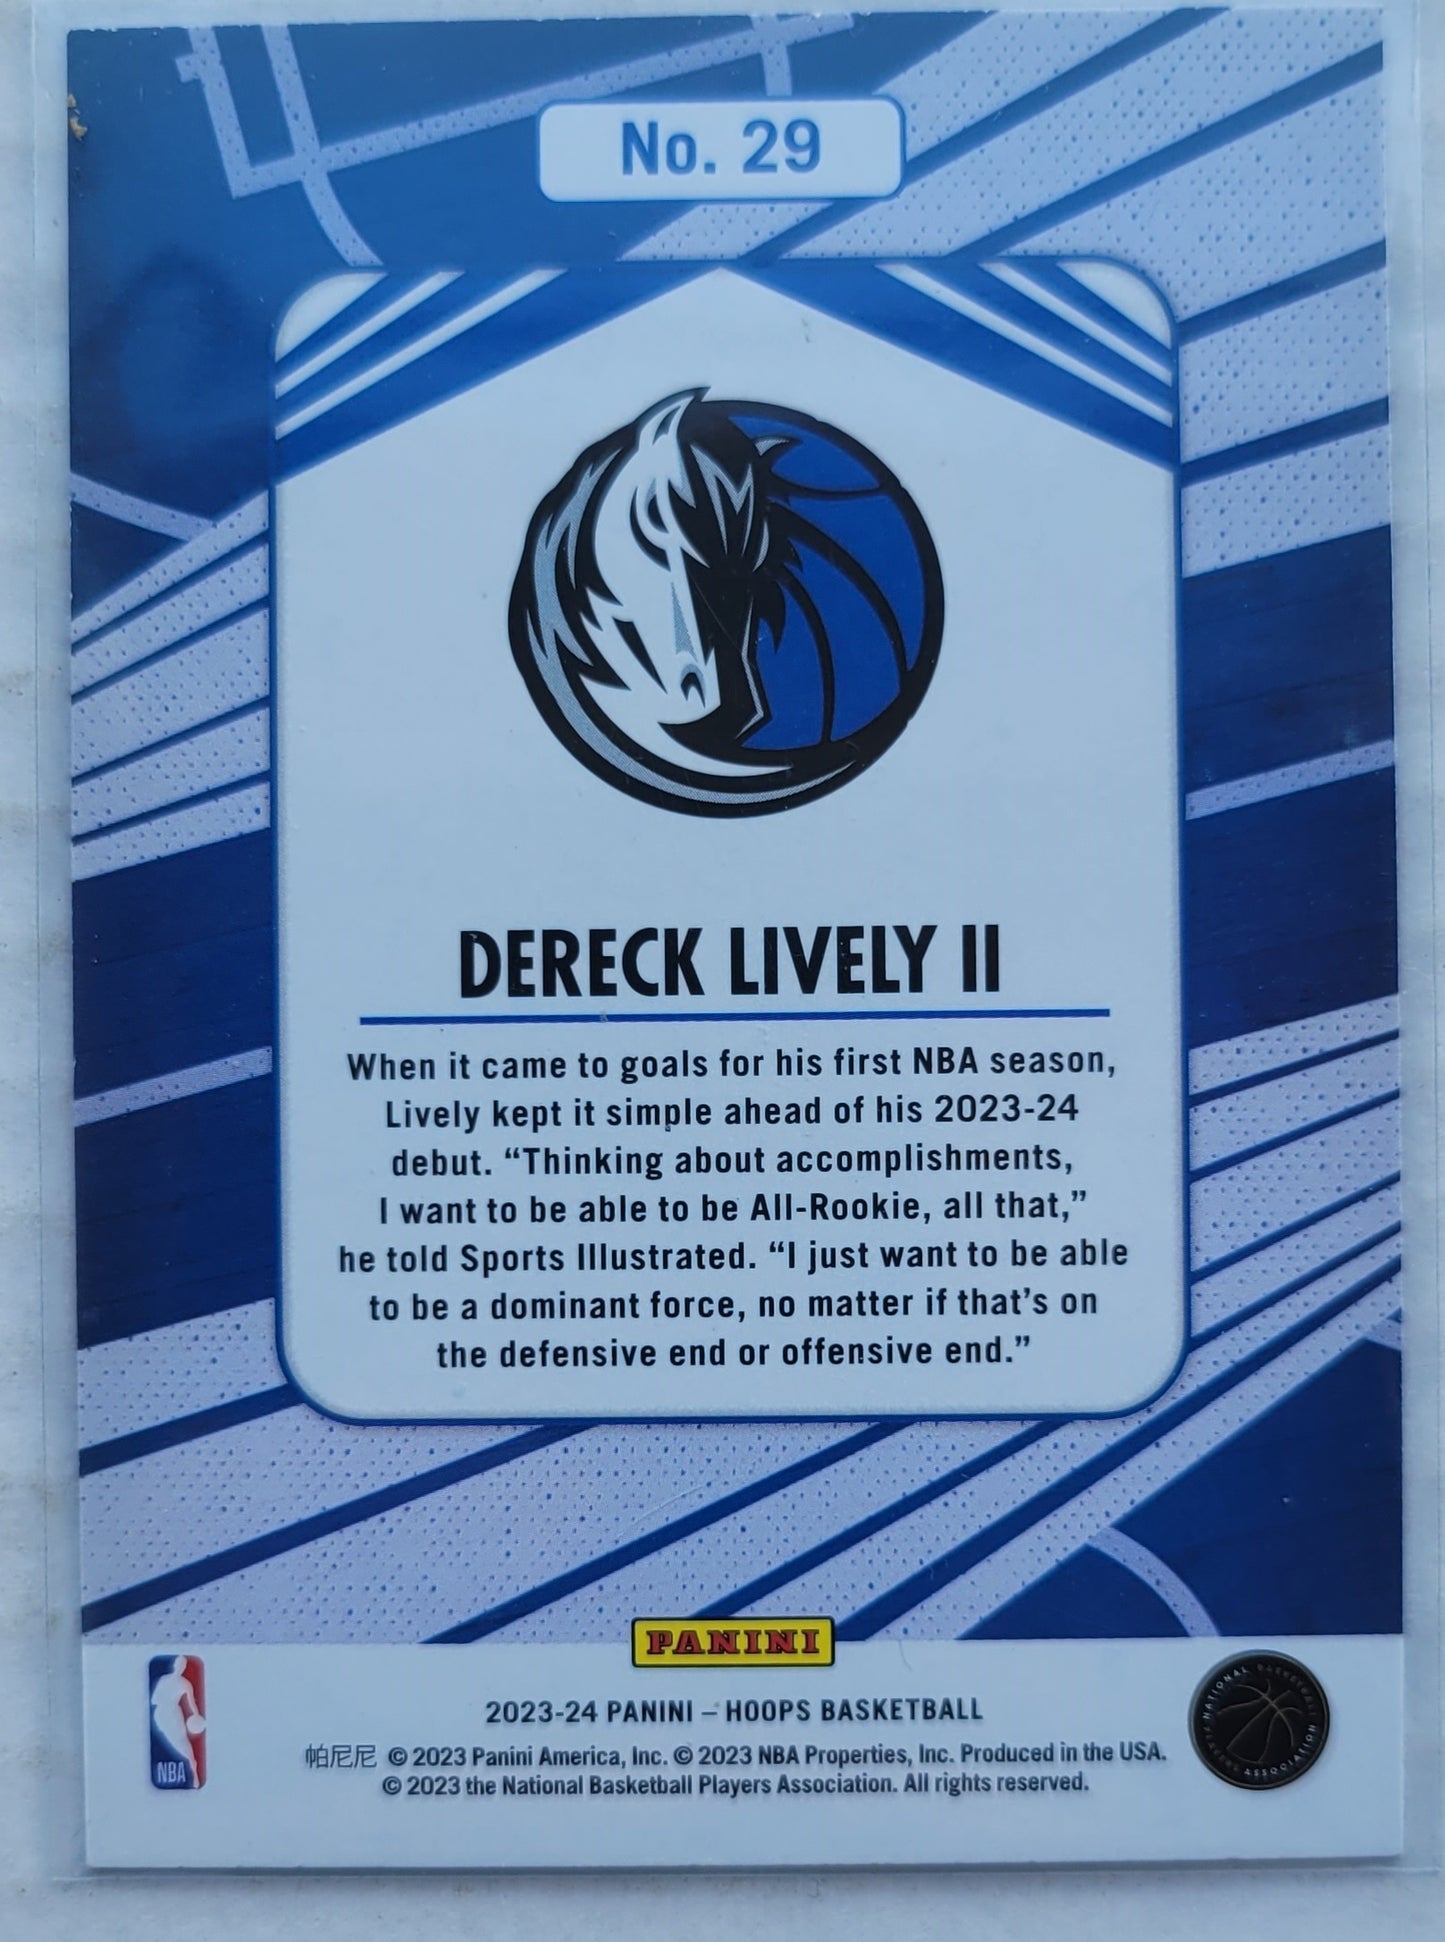 No. 29
DERECK LIVELY II
When it came to goals for his first NBA season,
Lively kept it simple ahead of his 2023-24
debut. “Thinking about accomplishments,
I want to be able to be All-Rookie, all that,”
he told Sports Illustrated. “I just want to be able
to be a dominant force, no matter if that’s on
the defensive end or offensive end.”
PANINI
2023-24 PANINI – HOOPS BASKETBALL
帕尼尼 © 2023 Panini America, Inc. © 2023 NBA Properties, Inc. Produced in the USA.
© 2023 the National Basketball Players Association. All rights reserved.
NBA
NATIONAL BASKETBALL PLAYERS ASSOCIATION